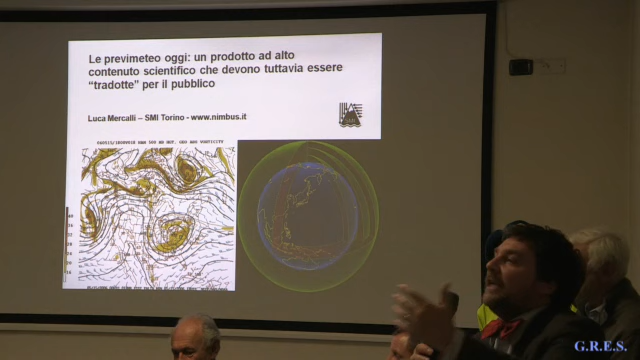 Le previmeteo oggi: un prodotto ad alto
contenuto scientifico che devono tuttavia essere
“tradotte” per il pubblico
Luca Mercalli – SMI Torino - www.nimbus.it
G.R.E.S.